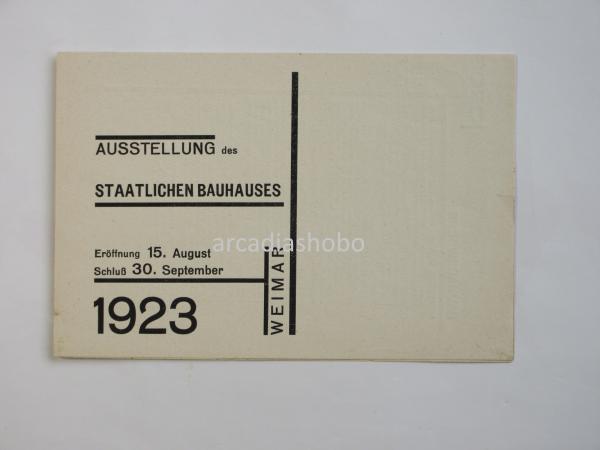 AUSSTELLUNG des
STAATLICHEN BAUHAUSES
arcadiashobo
Eröffnung 15. August
Schluß 30. September
WEIMAR
1923